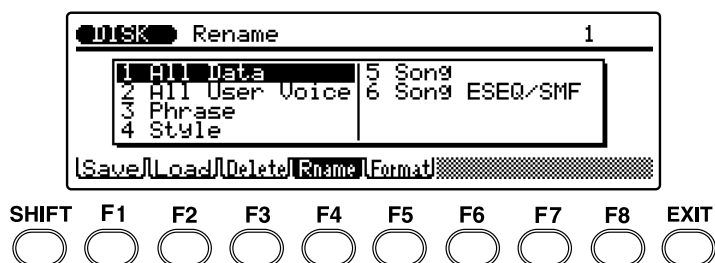 DISK Rename 1
1 All Data
2 All User Voice
3 Phrase
4 Style
5 Song
6 Song ESEQ/SMF
Save Load Delete Rname Format
SHIFT F1 F2 F3 F4 F5 F6 F7 F8 EXIT